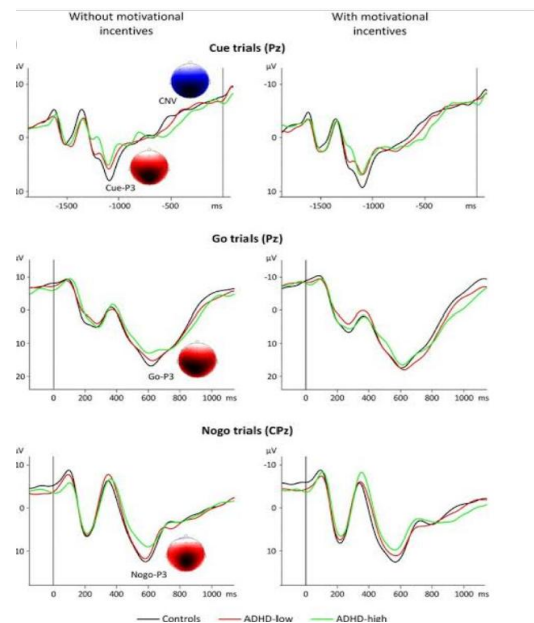 Without motivational
incentives
With motivational
incentives
Cue trials (Pz)
μV
μV
10
-10
CNV
0
0
Cue-P3
10
10
-1500 -1000 -500 ms
-1500 -1000 -500 ms
Go trials (Pz)
μV
μV
10
-10
0
0
10
10
Go-P3
20
20
0 200 400 600 800 1000 ms
0 200 400 600 800 1000 ms
Nogo trials (CPz)
μV
μV
10
-10
0
0
10
10
Nogo-P3
0 200 400 600 800 1000 ms
0 200 400 600 800 1000 ms
Controls ADHD-low ADHD-high